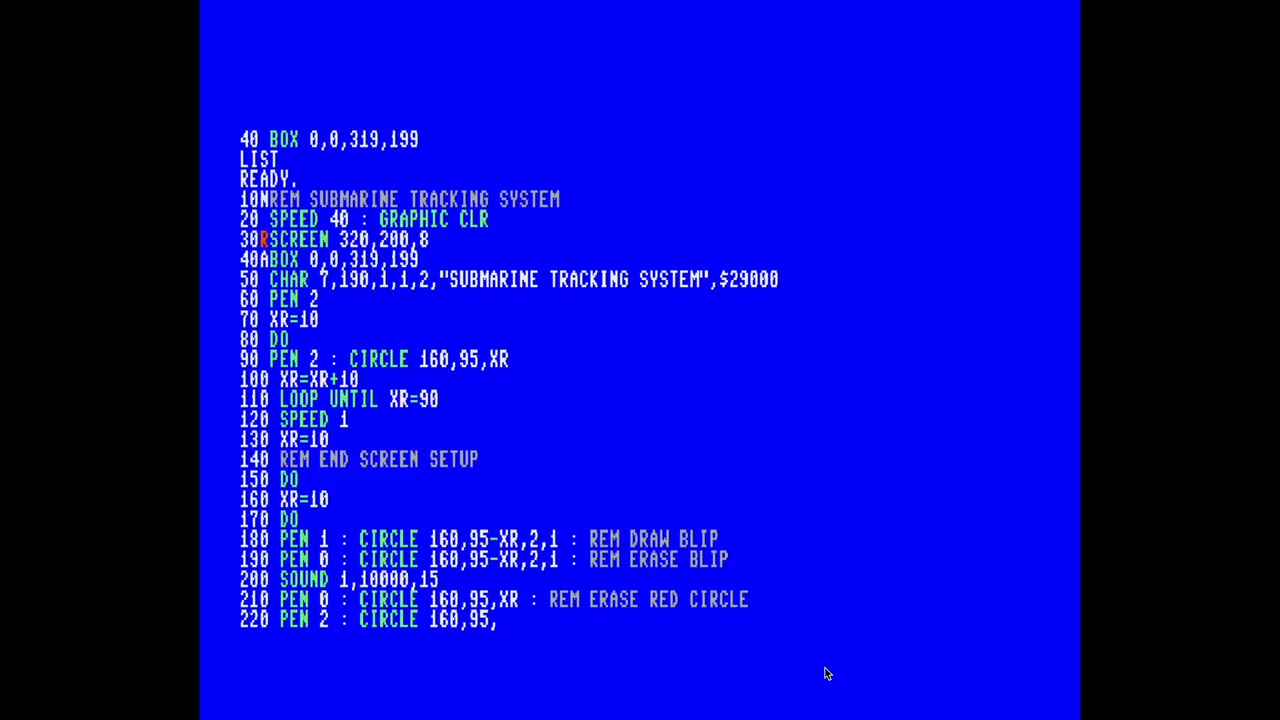 40 BOX 0,0,319,199
LIST
READY.
10NREM SUBMARINE TRACKING SYSTEM
20 SPEED 40 : GRAPHIC CLR
30RSCREEN 320,200,8
40ABOX 0,0,319,199
50 CHAR 7,190,1,1,2,"SUBMARINE TRACKING SYSTEM",$29000
60 PEN 2
70 XR=10
80 DO
90 PEN 2 : CIRCLE 160,95,XR
100 XR=XR+10
110 LOOP UNTIL XR=90
120 SPEED 1
130 XR=10
140 REM END SCREEN SETUP
150 DO
160 XR=10
170 DO
180 PEN 1 : CIRCLE 160,95-XR,2,1 : REM DRAW BLIP
190 PEN 0 : CIRCLE 160,95-XR,2,1 : REM ERASE BLIP
200 SOUND 1,10000,15
210 PEN 0 : CIRCLE 160,95,XR : REM ERASE RED CIRCLE
220 PEN 2 : CIRCLE 160,95,